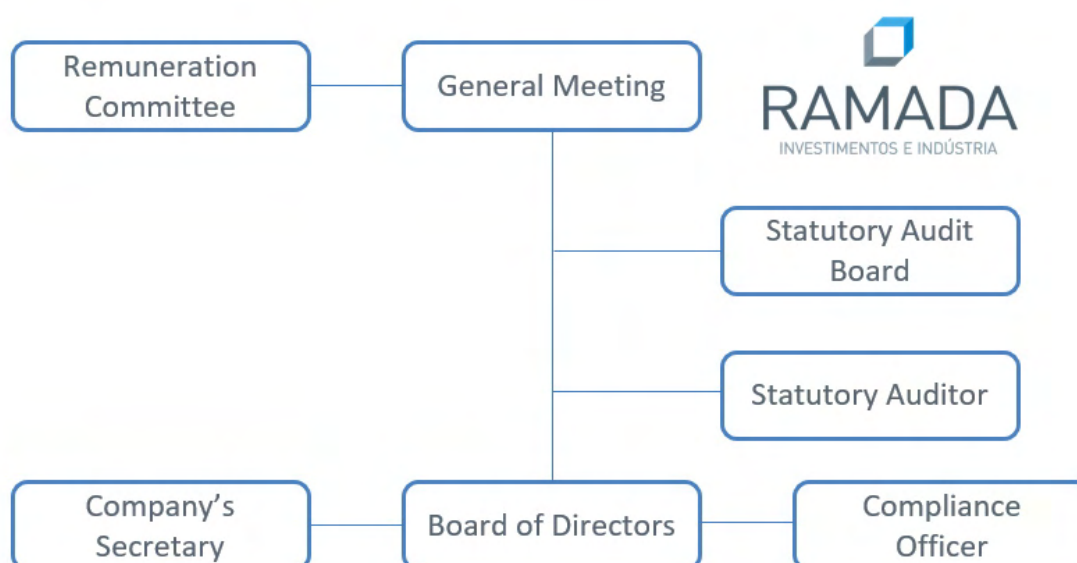 Remuneration
Committee
General Meeting
RAMADA
INVESTIMENTOS E INDÚSTRIA
Statutory Audit
Board
Statutory Auditor
Company’s
Secretary
Board of Directors
Compliance
Officer